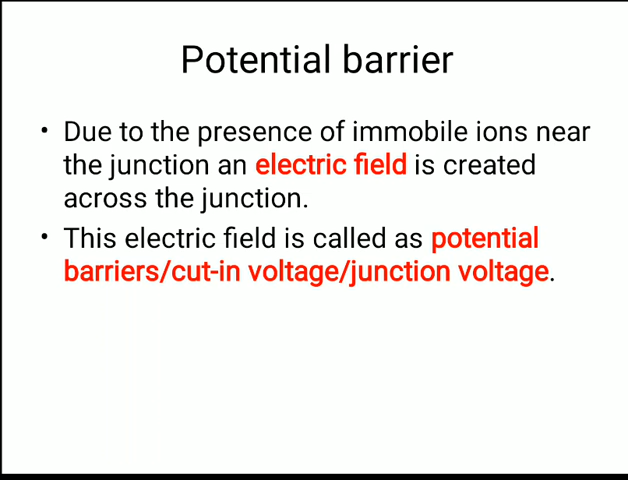 Potential barrier
• Due to the presence of immobile ions near
the junction an electric field is created
across the junction.
• This electric field is called as potential
barriers/cut-in voltage/junction voltage.